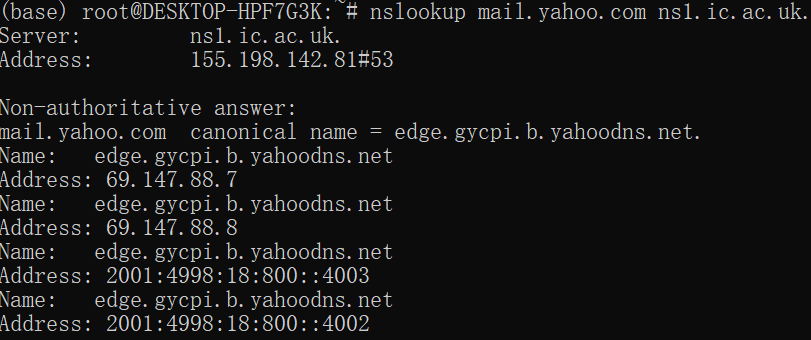 (base) root@DESKTOP-HPF7G3K:~# nslookup mail.yahoo.com ns1.ic.ac.uk.
Server:         ns1.ic.ac.uk.
Address:        155.198.142.81#53

Non-authoritative answer:
mail.yahoo.com  canonical name = edge.gycpi.b.yahoodns.net.
Name:   edge.gycpi.b.yahoodns.net
Address: 69.147.88.7
Name:   edge.gycpi.b.yahoodns.net
Address: 69.147.88.8
Name:   edge.gycpi.b.yahoodns.net
Address: 2001:4998:18:800::4003
Name:   edge.gycpi.b.yahoodns.net
Address: 2001:4998:18:800::4002